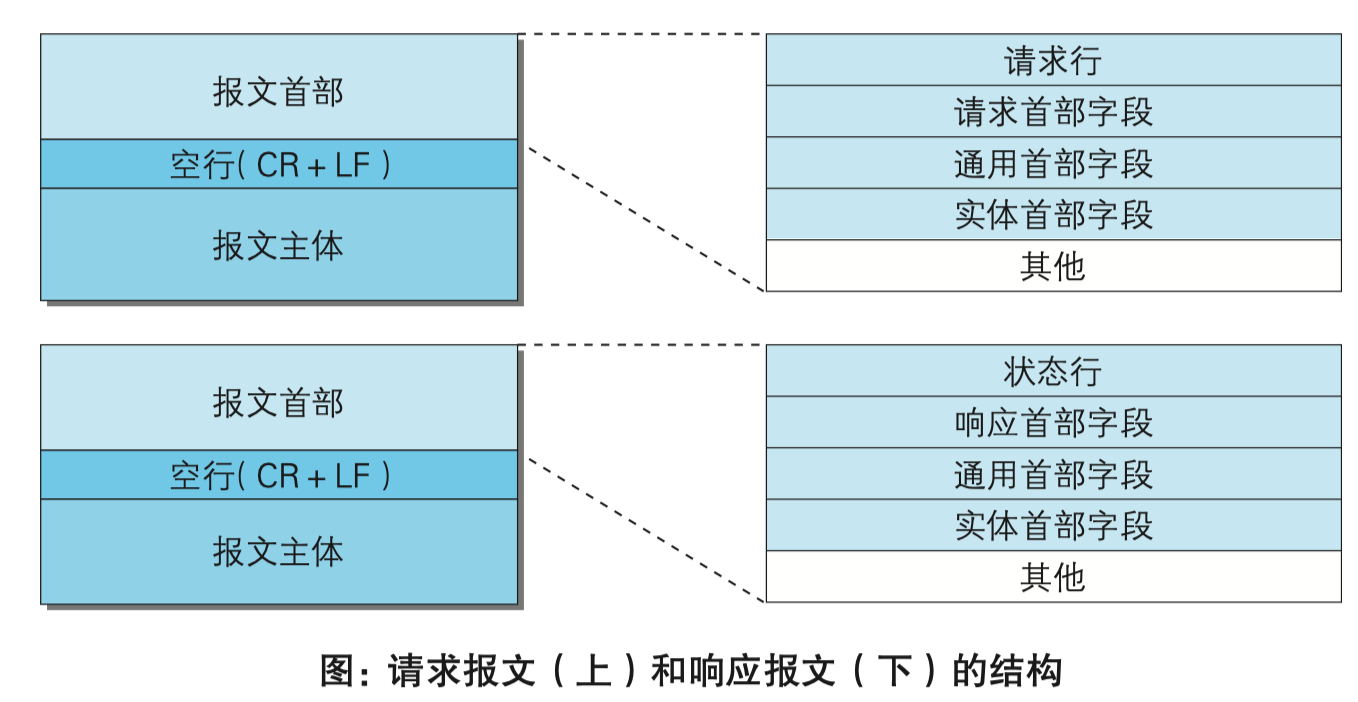 报文首部
空行( CR + LF )
报文主体
请求行
请求首部字段
通用首部字段
实体首部字段
其他
报文首部
空行( CR + LF )
报文主体
状态行
响应首部字段
通用首部字段
实体首部字段
其他
图：请求报文（上）和响应报文（下）的结构